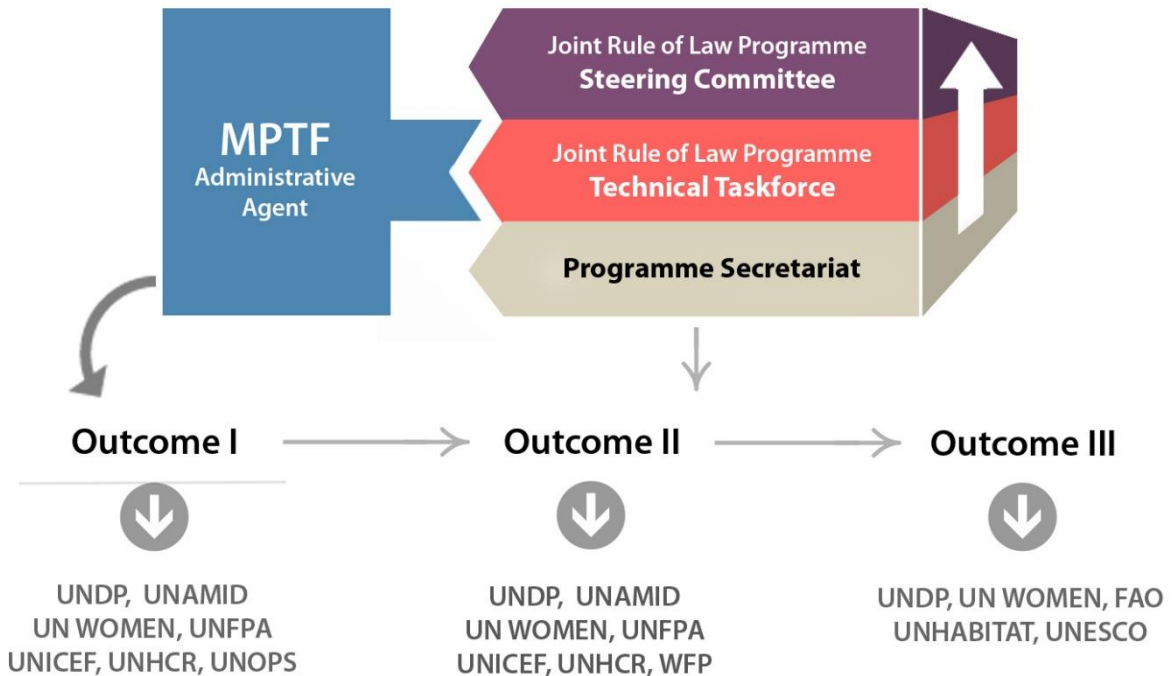 MPTF
Administrative
Agent
Joint Rule of Law Programme
Steering Committee
Joint Rule of Law Programme
Technical Taskforce
Programme Secretariat
Outcome I
Outcome II
Outcome III
UNDP, UNAMID
UN WOMEN, UNFPA
UNICEF, UNHCR, UNOPS
UNDP, UNAMID
UN WOMEN, UNFPA
UNICEF, UNHCR, WFP
UNDP, UN WOMEN, FAO
UNHABITAT, UNESCO